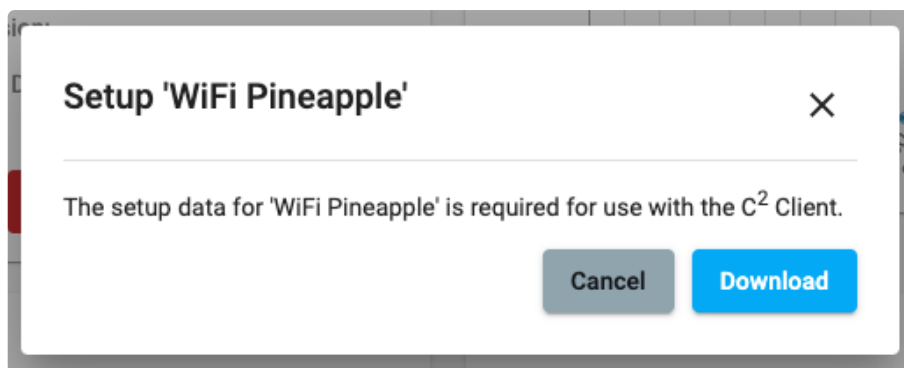 Setup 'WiFi Pineapple'
The setup data for 'WiFi Pineapple' is required for use with the C² Client.
Cancel
Download